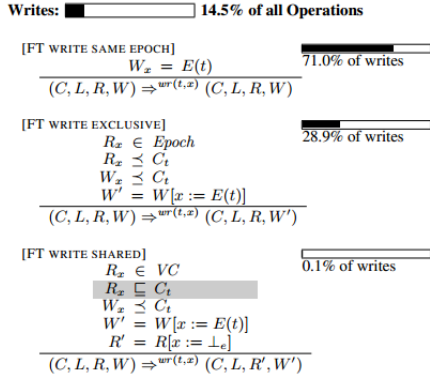 Writes: 14.5% of all Operations
[FT WRITE SAME EPOCH]
71.0% of writes
W_x = E(t)
(C, L, R, W) ⇒^{wr(t,x)} (C, L, R, W)
[FT WRITE EXCLUSIVE]
28.9% of writes
R_x ∈ Epoch
R_x ≼ C_t
W_x ≼ C_t
W′ = W[x := E(t)]
(C, L, R, W) ⇒^{wr(t,x)} (C, L, R, W′)
[FT WRITE SHARED]
0.1% of writes
R_x ∈ VC
R_x ⊑ C_t
W_x ≼ C_t
W′ = W[x := E(t)]
R′ = R[x := ⊥_e]
(C, L, R, W) ⇒^{wr(t,x)} (C, L, R′, W′)